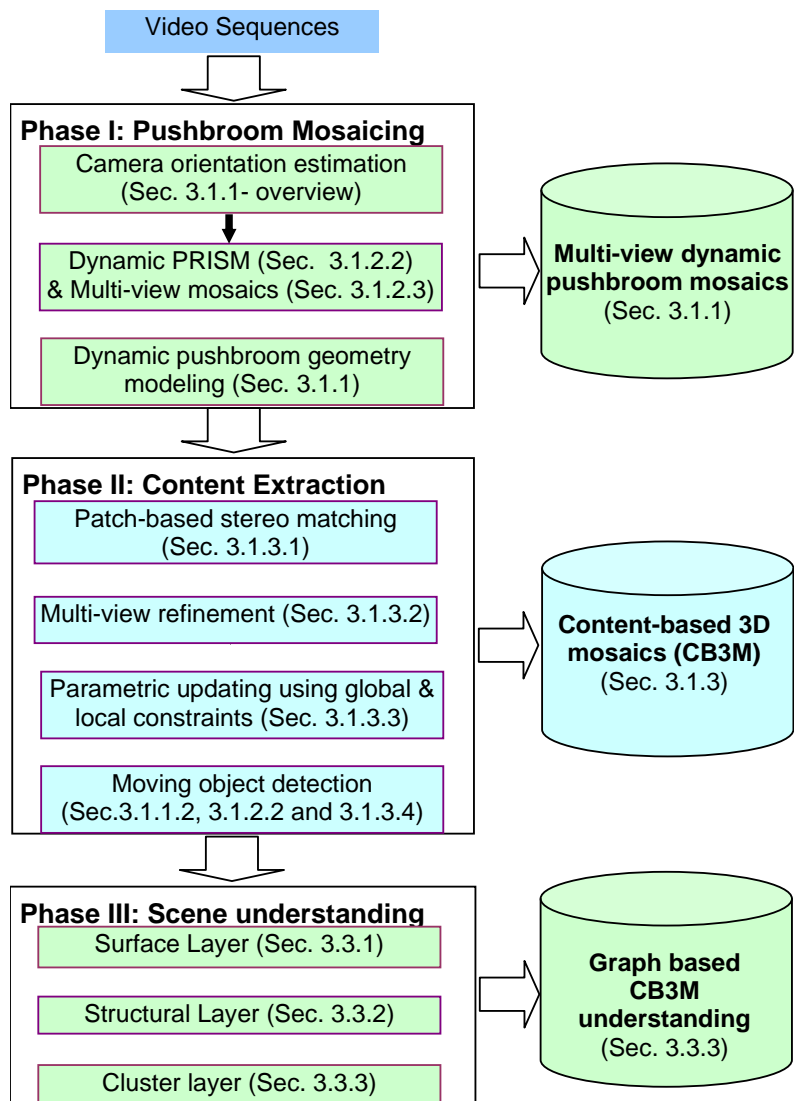 Video Sequences
Phase I: Pushbroom Mosaicing
Camera orientation estimation
(Sec. 3.1.1- overview)
Dynamic PRISM (Sec. 3.1.2.2)
& Multi-view mosaics (Sec. 3.1.2.3)
Dynamic pushbroom geometry
modeling (Sec. 3.1.1)
Multi-view dynamic
pushbroom mosaics
(Sec. 3.1.1)
Phase II: Content Extraction
Patch-based stereo matching
(Sec. 3.1.3.1)
Multi-view refinement (Sec. 3.1.3.2)
Parametric updating using global &
local constraints (Sec. 3.1.3.3)
Moving object detection
(Sec.3.1.1.2, 3.1.2.2 and 3.1.3.4)
Content-based 3D
mosaics (CB3M)
(Sec. 3.1.3)
Phase III: Scene understanding
Surface Layer (Sec. 3.3.1)
Structural Layer (Sec. 3.3.2)
Cluster layer (Sec. 3.3.3)
Graph based
CB3M
understanding
(Sec. 3.3.3)